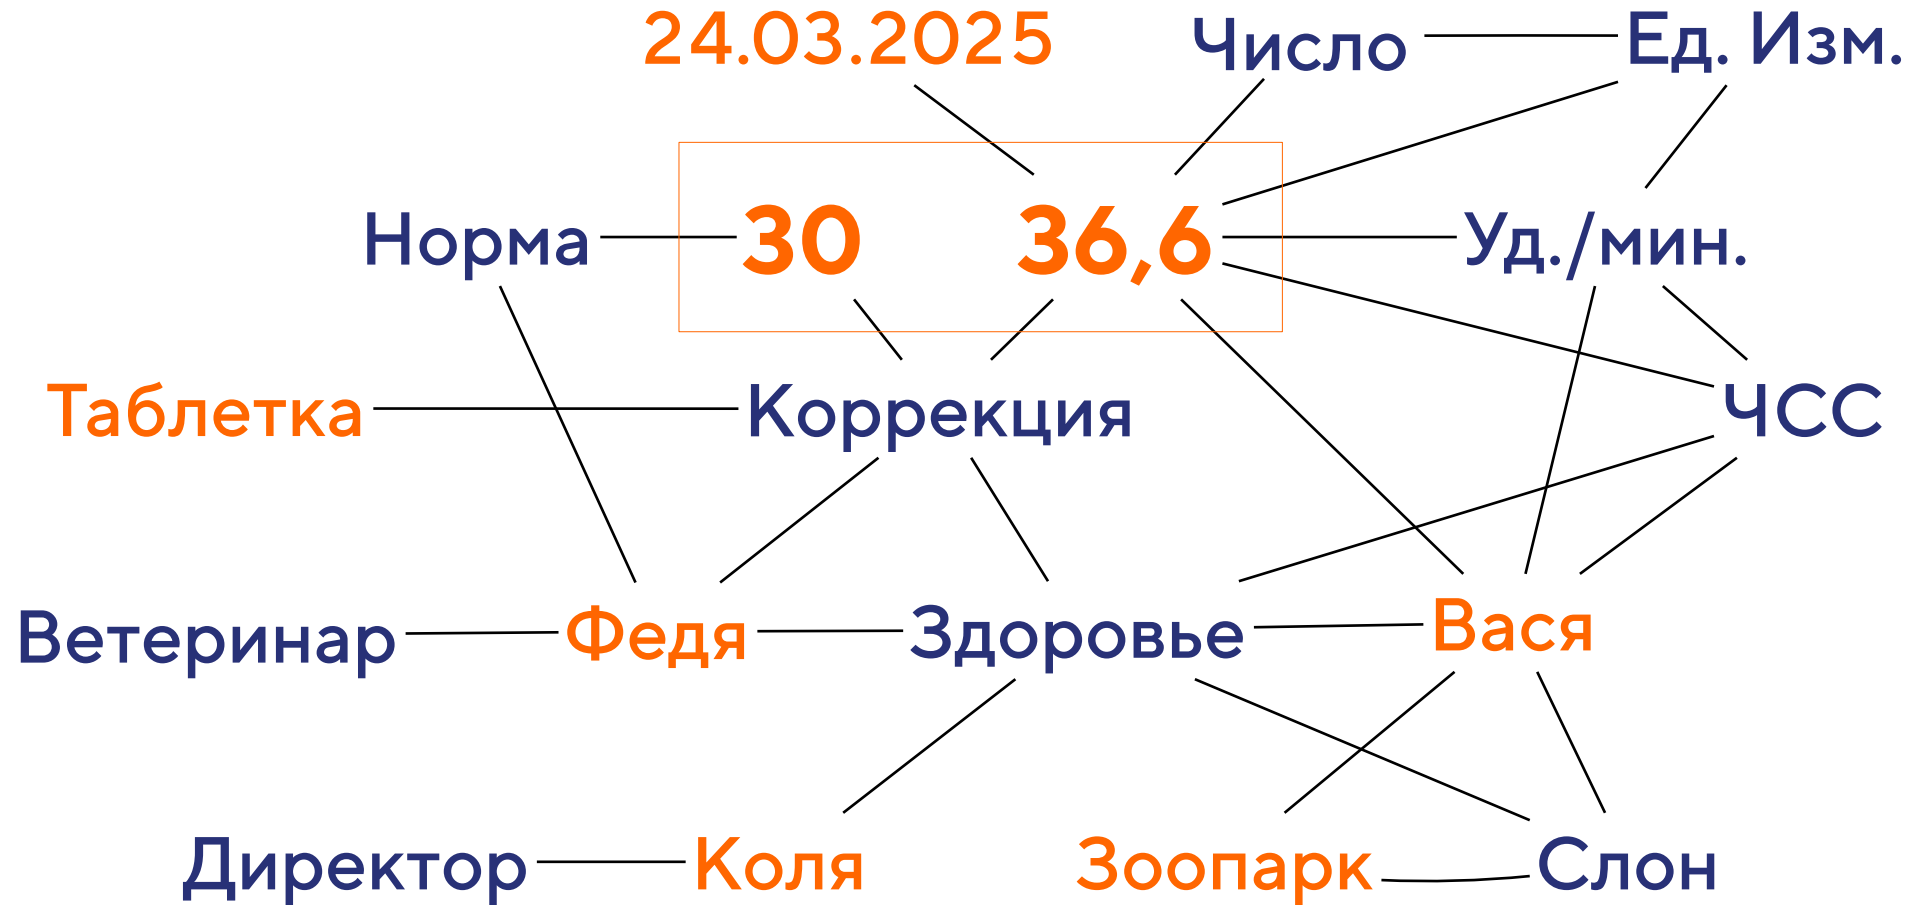 24.03.2025 Число Ед. Изм.
Норма 30 36,6 Уд./мин.
Таблетка Коррекция ЧСС
Ветеринар Федя Здоровье Вася
Директор Коля Зоопарк Слон